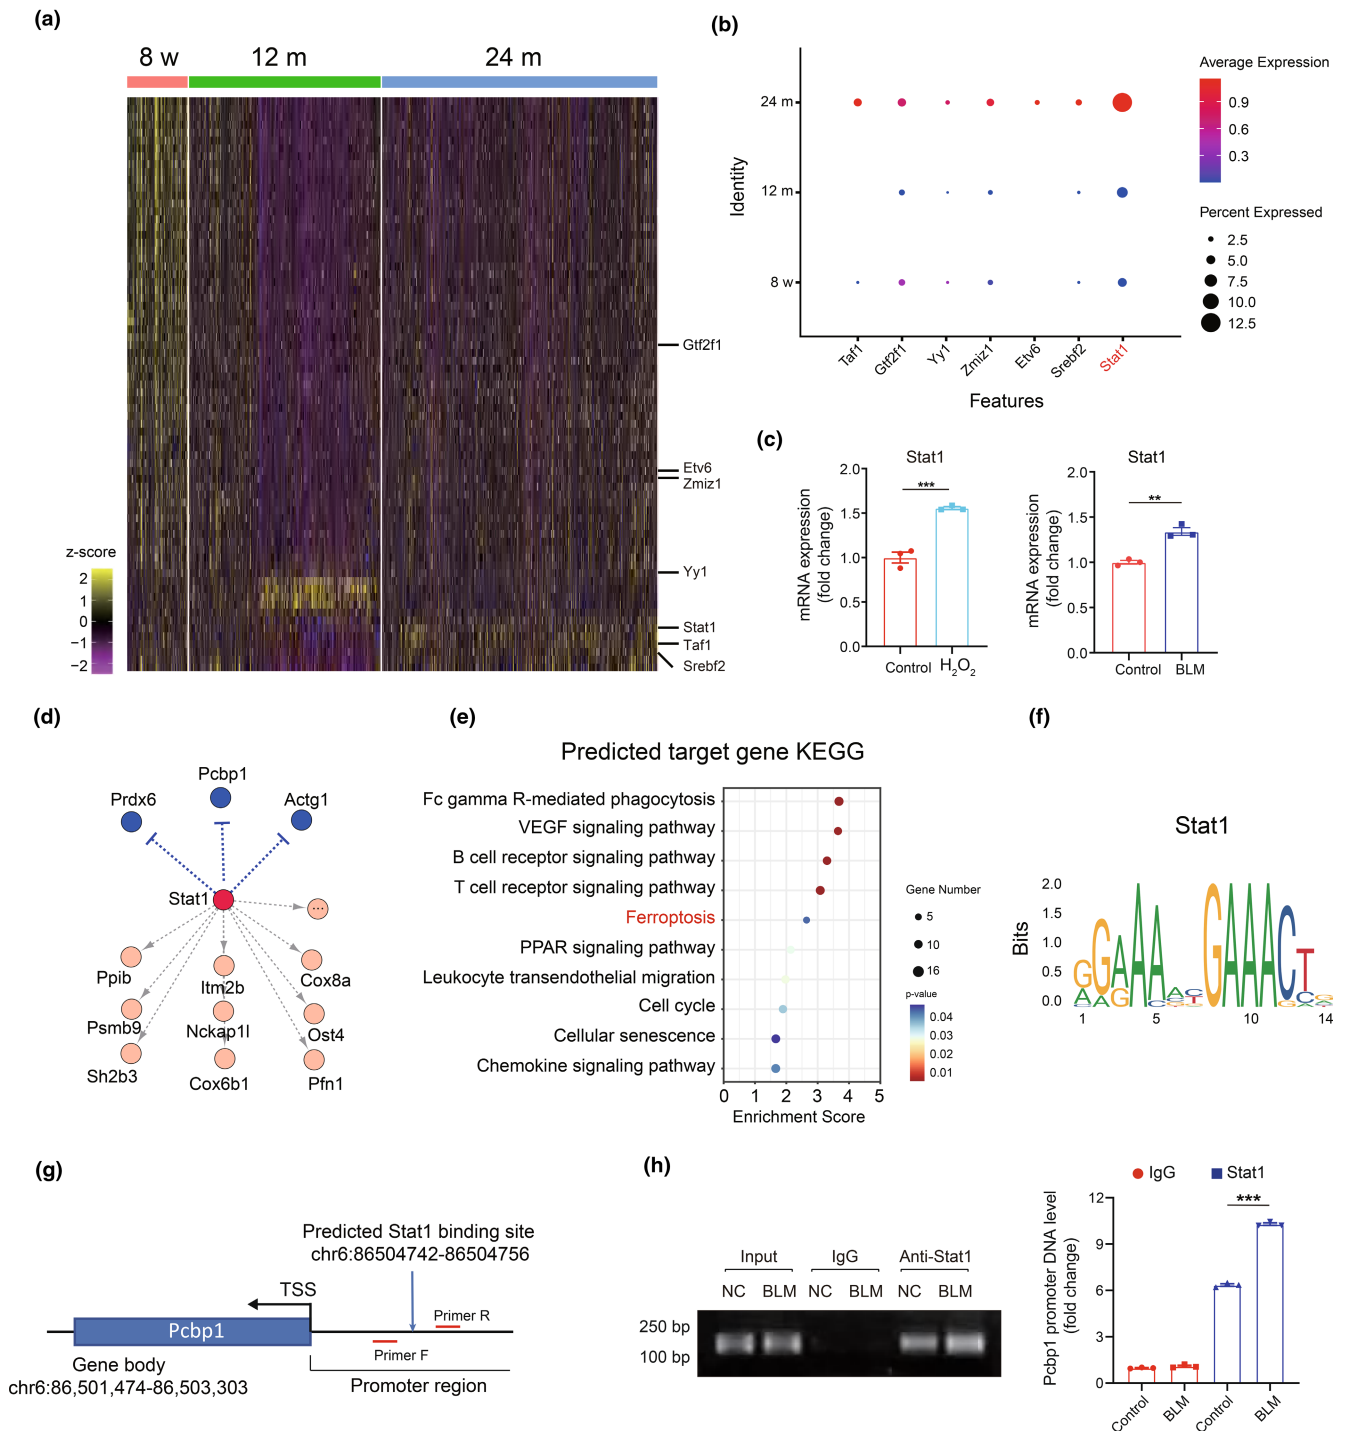 (a)
8 w
12 m
24 m
Gtf2f1
Etv6
Zmiz1
Yy1
Stat1
Taf1
Srebf2
z-score
2
1
0
−1
−2
(b)
Identity
24 m
12 m
8 w
Taf1
Gtf2f1
Yy1
Zmiz1
Etv6
Srebf2
Stat1
Features
Average Expression
0.9
0.6
0.3
Percent Expressed
2.5
5.0
7.5
10.0
12.5
(c)
Stat1
mRNA expression
(fold change)
2.0
1.5
1.0
0.5
0.0
***
Control
H2O2
Stat1
mRNA expression
(fold change)
2.0
1.5
1.0
0.5
0.0
**
Control
BLM
(d)
Pcbp1
Prdx6
Actg1
Stat1
...
Ppib
Itm2b
Cox8a
Psmb9
Nckap1l
Ost4
Sh2b3
Cox6b1
Pfn1
(e)
Predicted target gene KEGG
Fc gamma R-mediated phagocytosis
VEGF signaling pathway
B cell receptor signaling pathway
T cell receptor signaling pathway
Ferroptosis
PPAR signaling pathway
Leukocyte transendothelial migration
Cell cycle
Cellular senescence
Chemokine signaling pathway
0 1 2 3 4 5
Enrichment Score
Gene Number
5
10
16
p-value
0.04
0.03
0.02
0.01
(f)
Stat1
Bits
2.0
1.5
1.0
0.5
0.0
1 5 10 14
(g)
Predicted Stat1 binding site
chr6:86504742-86504756
TSS
Primer R
Pcbp1
Primer F
Gene body
chr6:86,501,474-86,503,303
Promoter region
(h)
Input IgG Anti-Stat1
NC BLM NC BLM NC BLM
250 bp
100 bp
IgG Stat1
Pcbp1 promoter DNA level
(fold change)
12
9
6
3
0
***
Control
BLM
Control
BLM